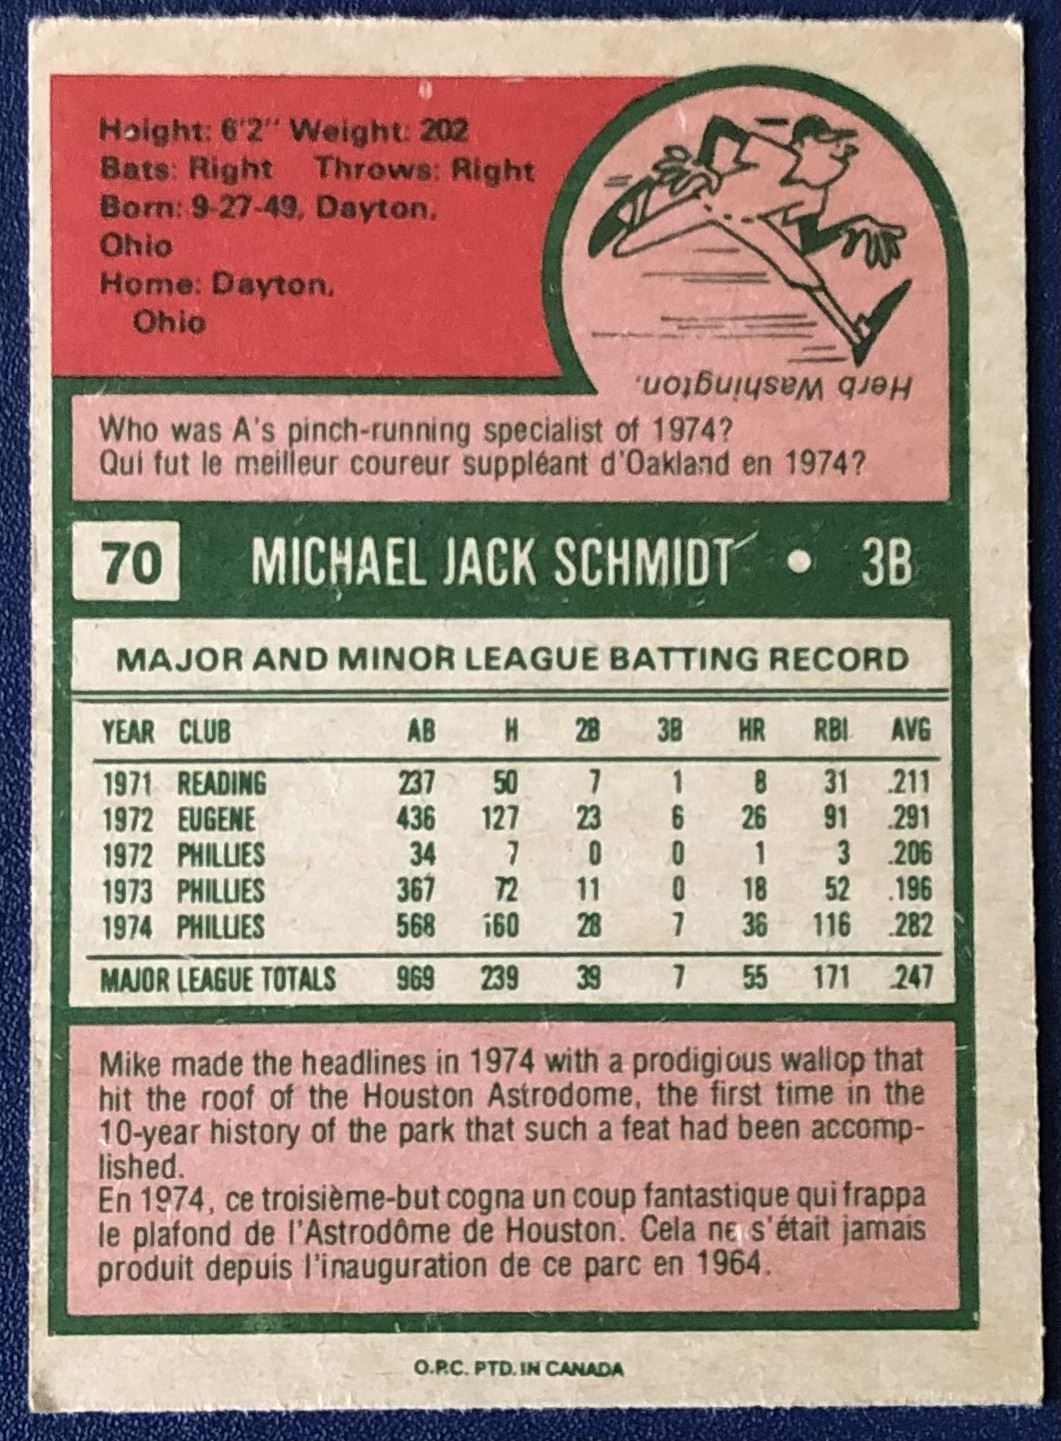 Height: 6'2" Weight: 202
Bats: Right Throws: Right
Born: 9-27-49, Dayton,
Ohio
Home: Dayton,
Ohio
Herb Washington.
Who was A's pinch-running specialist of 1974?
Qui fut le meilleur coureur suppléant d'Oakland en 1974?
70 MICHAEL JACK SCHMIDT • 3B
MAJOR AND MINOR LEAGUE BATTING RECORD
YEAR CLUB AB H 2B 3B HR RBI AVG
1971 READING 237 50 7 1 8 31 .211
1972 EUGENE 436 127 23 6 26 91 .291
1972 PHILLIES 34 7 0 0 1 3 .206
1973 PHILLIES 367 72 11 0 18 52 .196
1974 PHILLIES 568 160 28 7 36 116 .282
MAJOR LEAGUE TOTALS 969 239 39 7 55 171 .247
Mike made the headlines in 1974 with a prodigious wallop that
hit the roof of the Houston Astrodome, the first time in the
10-year history of the park that such a feat had been accomp-
lished.
En 1974, ce troisième-but cogna un coup fantastique qui frappa
le plafond de l'Astrodôme de Houston. Cela ne s'était jamais
produit depuis l'inauguration de ce parc en 1964.
O.P.C. PTD. IN CANADA